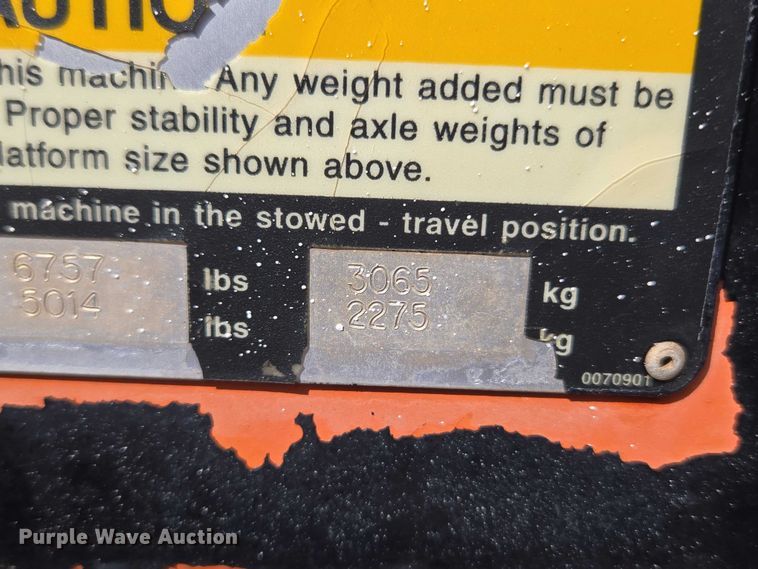 his machin Any weight added must be
Proper stability and axle weights of
latform size shown above.
machine in the stowed - travel position.
6757 lbs 3065 kg
5014 lbs 2275 kg
0070901
Purple Wave Auction